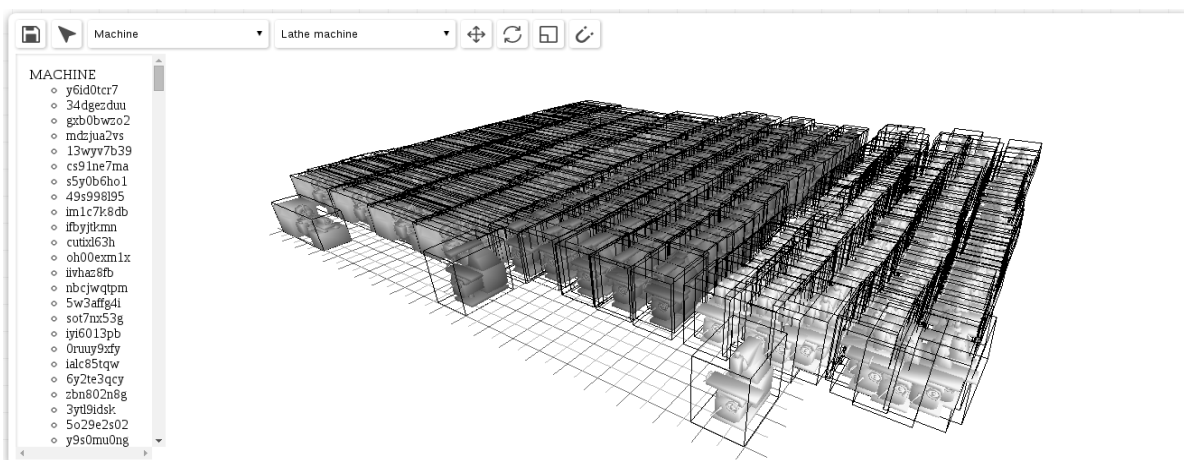 Machine
Lathe machine
MACHINE
y6id0tcr7
34dgezduu
gxb0bwzo2
mdzjua2vs
13wyv7b39
cs91ne7ma
s5y0b6ho1
49s998l95
im1c7k8db
ifbyjtkmn
cutixl63h
oh00exm1x
iivhaz8fb
nbcjwqtpm
5w3affg4i
sot7nx53g
iyi6013pb
0ruuy9xfy
ialc85tqw
6y2te3qcy
zbn802n8g
3ytl9idsk
5o29e2s02
y9s0mu0ng